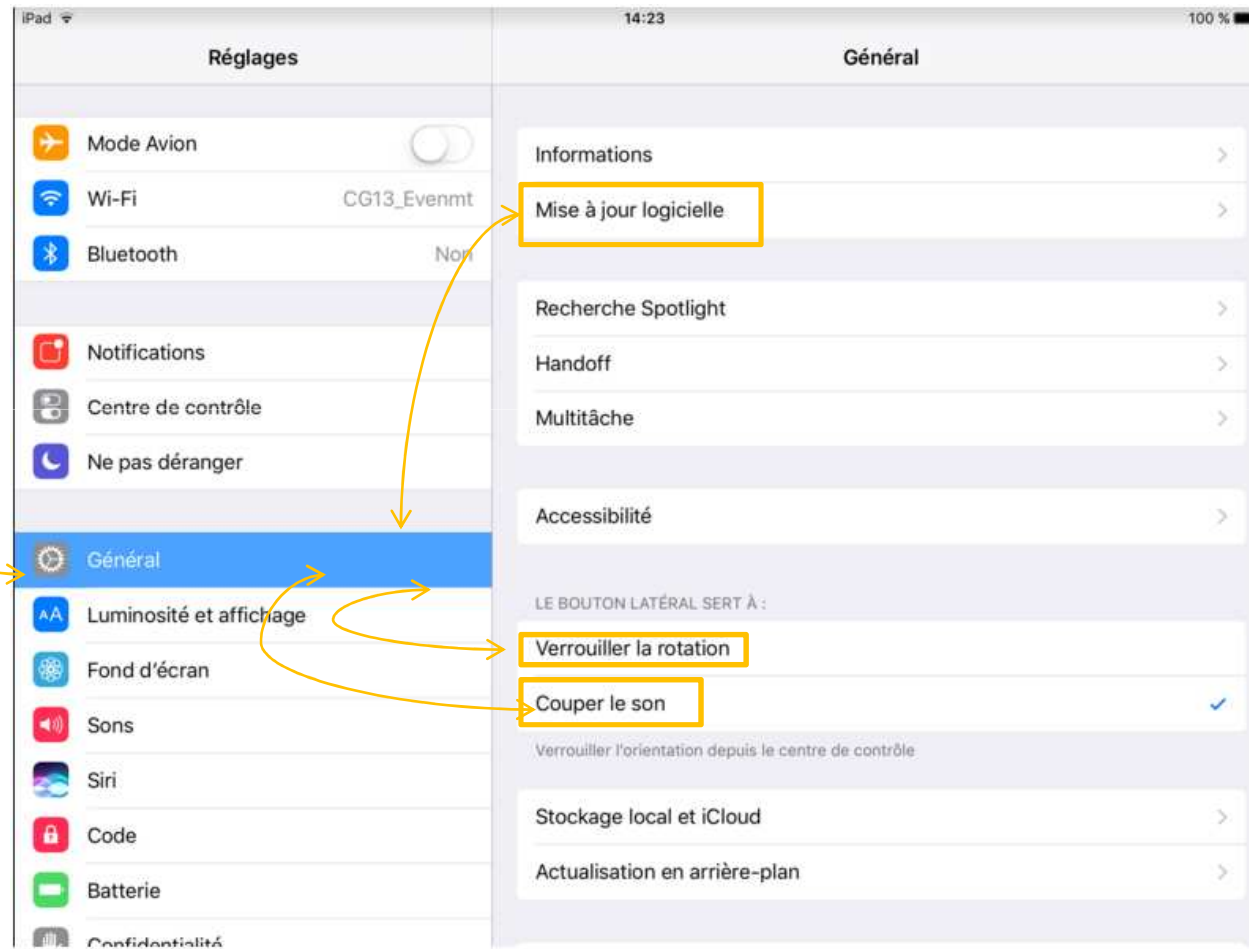 iPad 14:23 100 %
Réglages
Général
Mode Avion
Wi-Fi CG13_Evenmt
Bluetooth Non
Notifications
Centre de contrôle
Ne pas déranger
Général
Luminosité et affichage
Fond d'écran
Sons
Siri
Code
Batterie
Confidentialité
Informations
Mise à jour logicielle
Recherche Spotlight
Handoff
Multitâche
Accessibilité
LE BOUTON LATÉRAL SERT À :
Verrouiller la rotation
Couper le son
Verrouiller l'orientation depuis le centre de contrôle
Stockage local et iCloud
Actualisation en arrière-plan